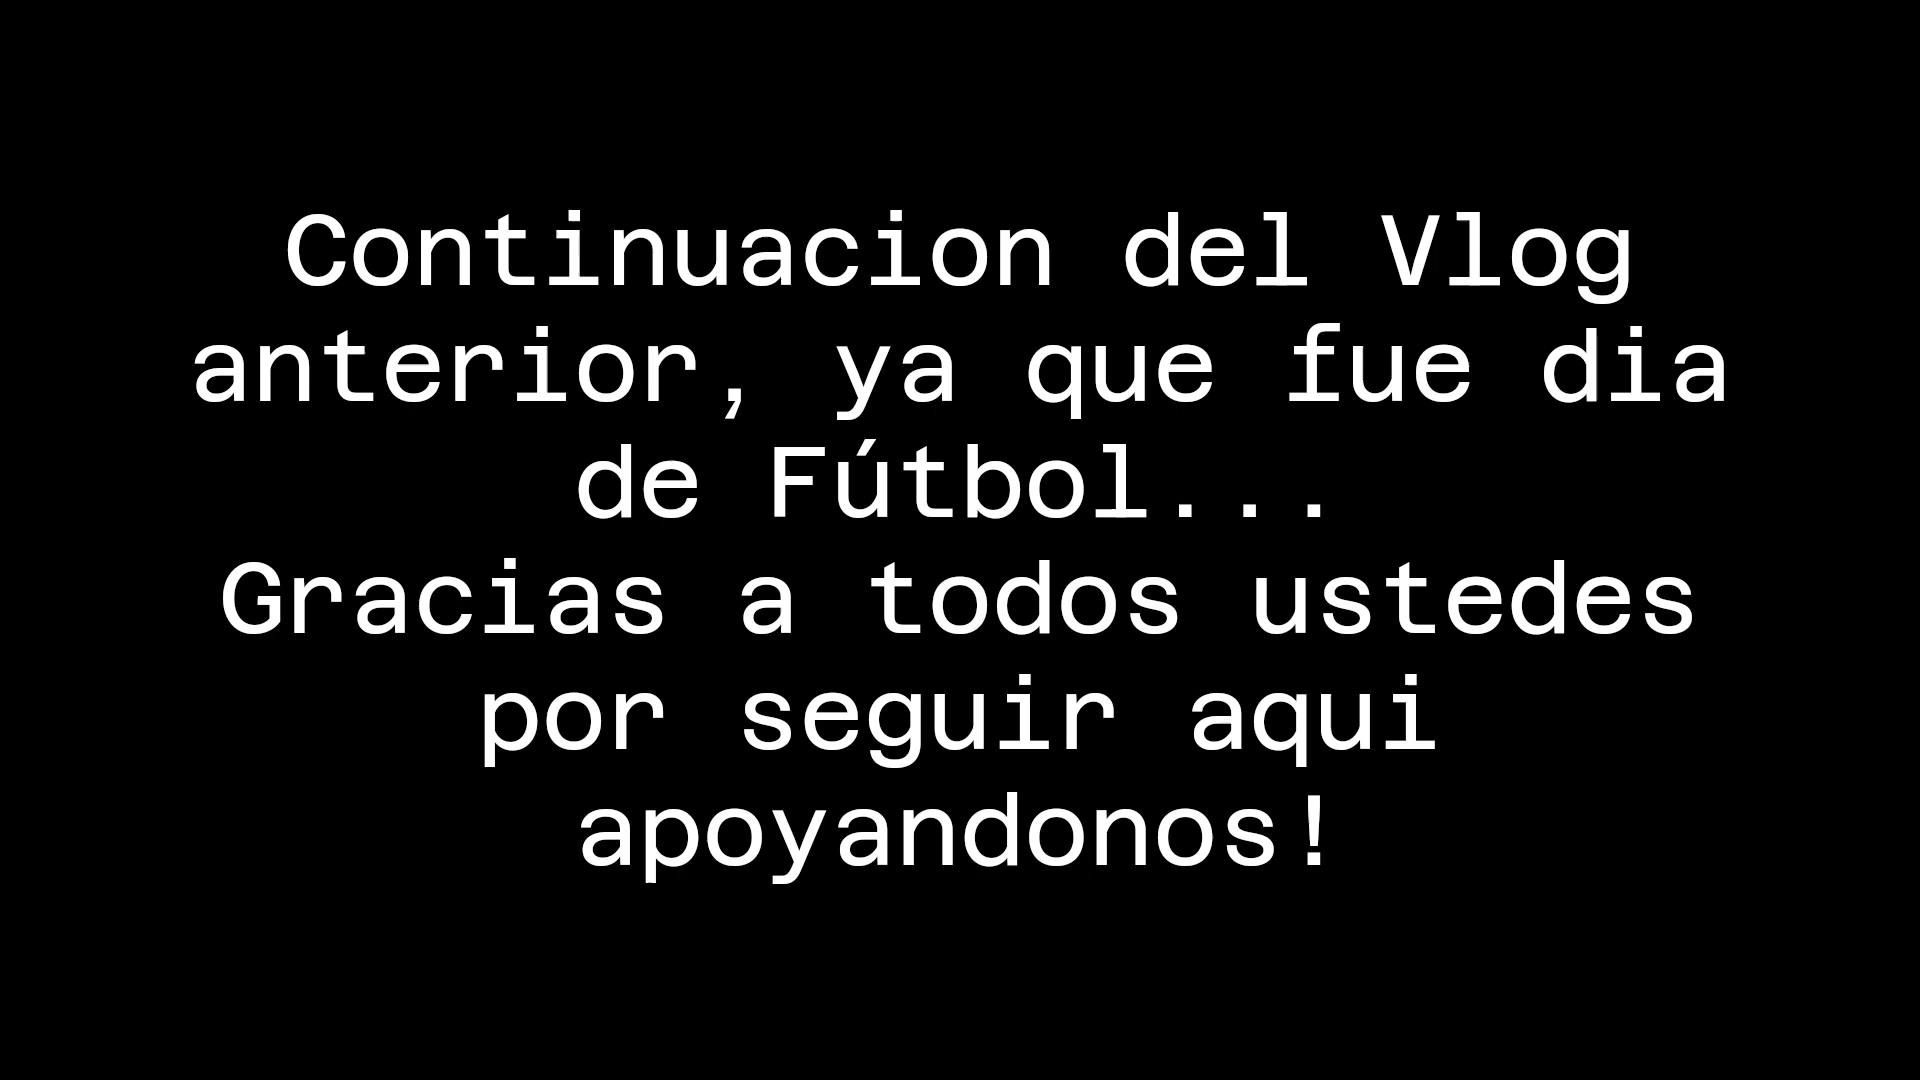 Continuacion del Vlog
anterior, ya que fue dia
de Fútbol...
Gracias a todos ustedes
por seguir aqui
apoyandonos!